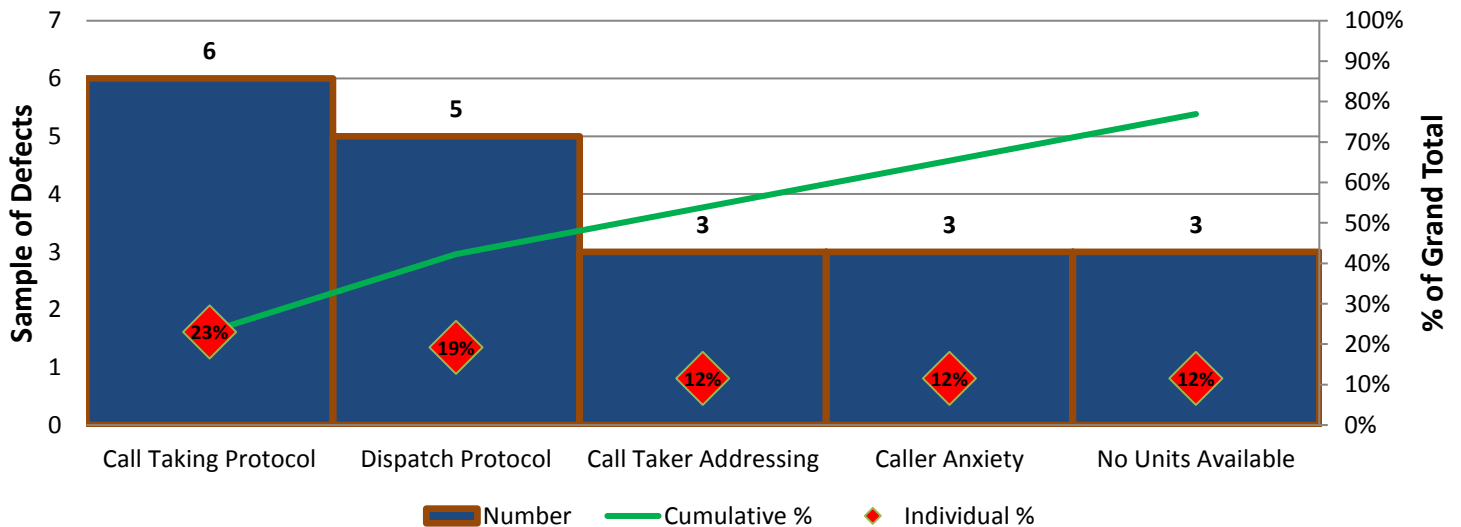 Sample of Defects
7
6
5
4
3
2
1
0
6
5
3
3
3
23%
19%
12%
12%
12%
100%
90%
80%
70%
60%
50%
40%
30%
20%
10%
0%
% of Grand Total
Call Taking Protocol
Dispatch Protocol
Call Taker Addressing
Caller Anxiety
No Units Available
Number
Cumulative %
Individual %